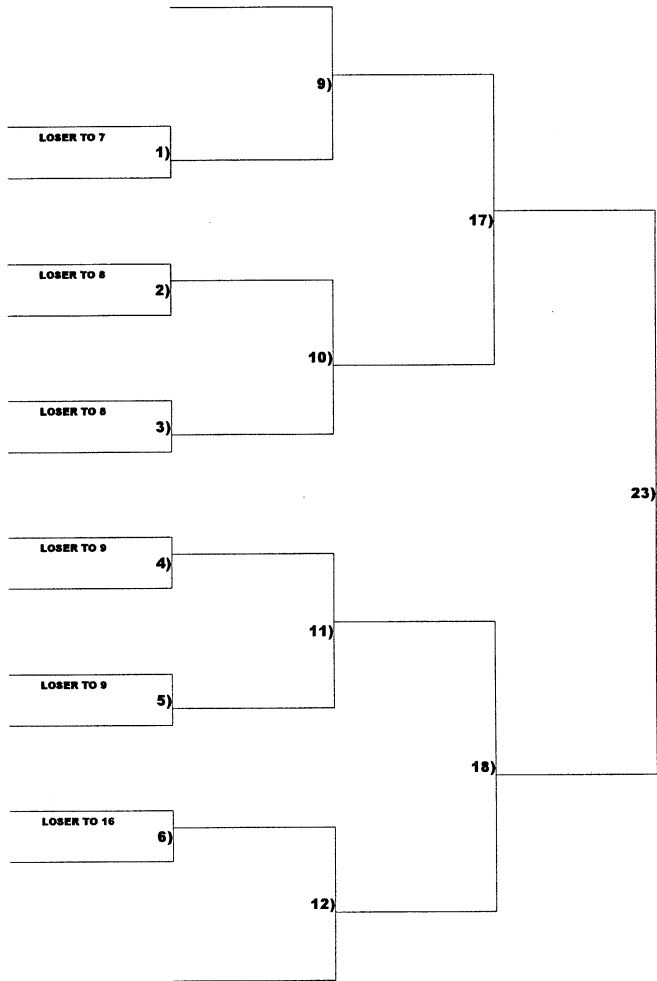 9)
LOSER TO 7
1)
17)
LOSER TO 8
2)
10)
LOSER TO 8
3)
23)
LOSER TO 9
4)
11)
LOSER TO 9
5)
18)
LOSER TO 16
6)
12)